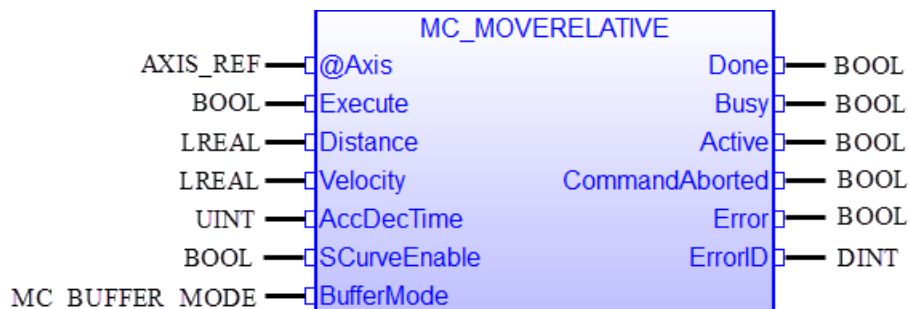 MC_MOVERELATIVE
AXIS_REF @Axis Done BOOL
BOOL Execute Busy BOOL
LREAL Distance Active BOOL
LREAL Velocity CommandAborted BOOL
UINT AccDecTime Error BOOL
BOOL SCurveEnable ErrorID DINT
MC_BUFFER_MODE BufferMode